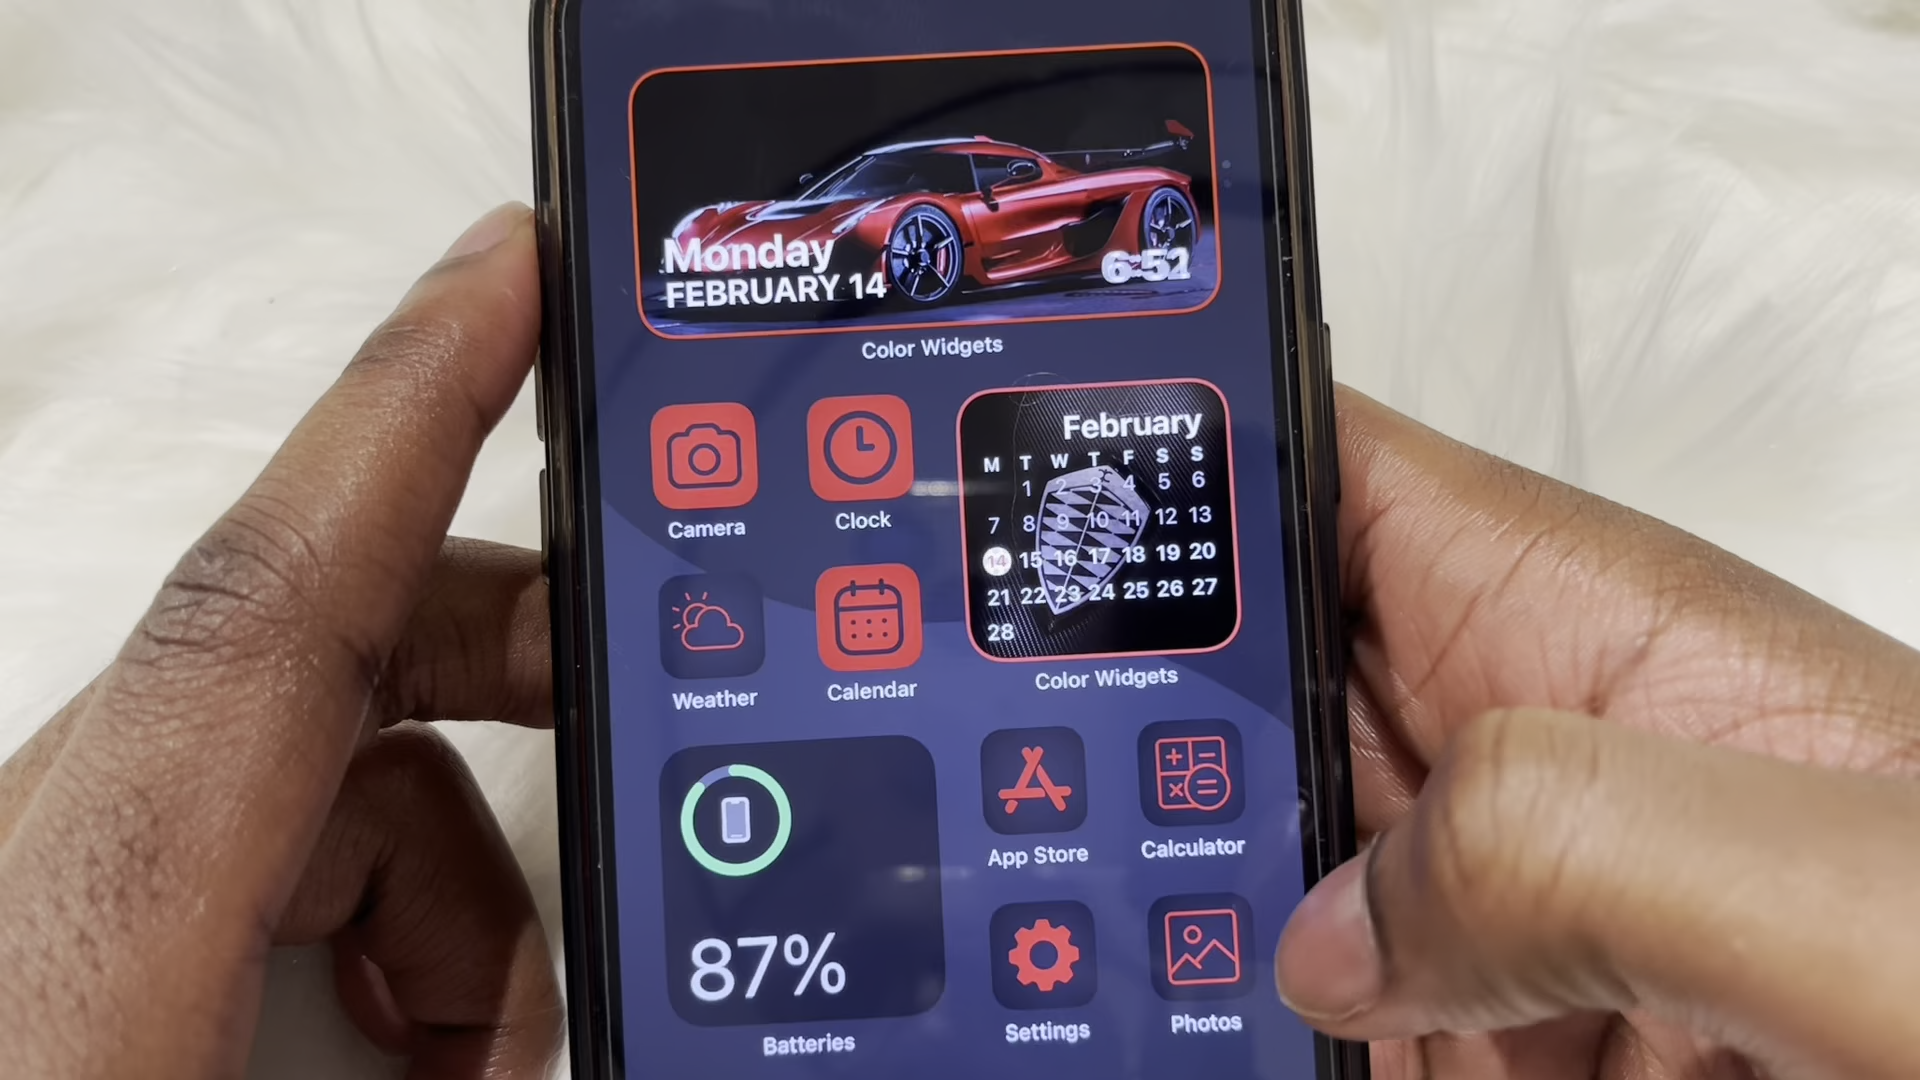 Monday
FEBRUARY 14
Color Widgets
Camera
Clock
February
M T W T F S S
1 2 3 4 5 6
7 8 9 10 11 12 13
14 15 16 17 18 19 20
21 22 23 24 25 26 27
28
Weather
Calendar
Color Widgets
87%
Batteries
App Store
Calculator
Settings
Photos